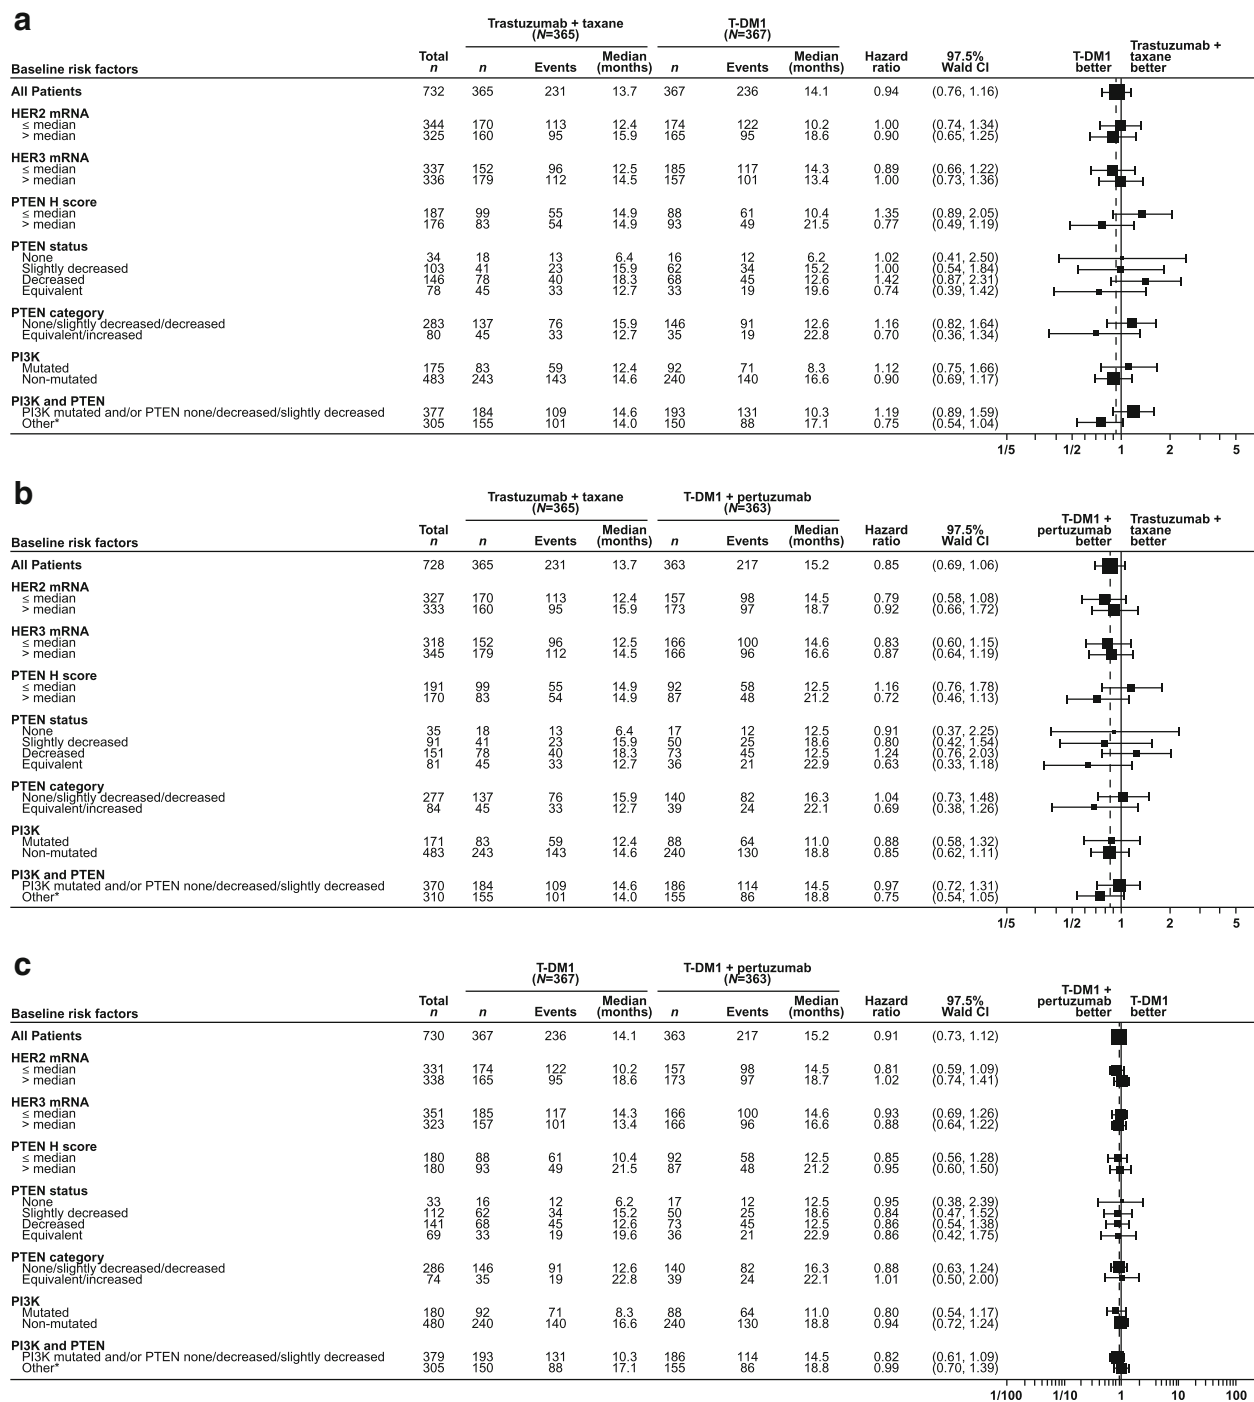 a
Trastuzumab + taxane T-DM1
(N=365) (N=367)
Trastuzumab +
Total Median Median Hazard 97.5% T-DM1 taxane
Baseline risk factors n n Events (months) n Events (months) ratio Wald CI better better
All Patients 732 365 231 13.7 367 236 14.1 0.94 (0.76, 1.16)
HER2 mRNA
≤ median 344 170 113 12.4 174 122 10.2 1.00 (0.74, 1.34)
> median 325 160 95 15.9 165 95 18.6 0.90 (0.65, 1.25)
HER3 mRNA
≤ median 337 152 96 12.5 185 117 14.3 0.89 (0.66, 1.22)
> median 336 179 112 14.5 157 101 13.4 1.00 (0.73, 1.36)
PTEN H score
≤ median 187 99 55 14.9 88 61 10.4 1.35 (0.89, 2.05)
> median 176 83 54 14.9 93 49 21.5 0.77 (0.49, 1.19)
PTEN status
None 34 18 13 6.4 16 12 6.2 1.02 (0.41, 2.50)
Slightly decreased 103 41 23 15.9 62 34 15.2 1.00 (0.54, 1.84)
Decreased 146 78 40 18.3 68 45 12.6 1.42 (0.87, 2.31)
Equivalent 78 45 33 12.7 33 19 19.6 0.74 (0.39, 1.42)
PTEN category
None/slightly decreased/decreased 283 137 76 15.9 146 91 12.6 1.16 (0.82, 1.64)
Equivalent/increased 80 45 33 12.7 35 19 22.8 0.70 (0.36, 1.34)
PI3K
Mutated 175 83 59 12.4 92 71 8.3 1.12 (0.75, 1.66)
Non-mutated 483 243 143 14.6 240 140 16.6 0.90 (0.69, 1.17)
PI3K and PTEN
PI3K mutated and/or PTEN none/decreased/slightly decreased 377 184 109 14.6 193 131 10.3 1.19 (0.89, 1.59)
Other* 305 155 101 14.0 150 88 17.1 0.75 (0.54, 1.04)
1/5 1/2 1 2 5
b
Trastuzumab + taxane T-DM1 + pertuzumab
(N=365) (N=363)
T-DM1 + Trastuzumab +
Total Median Median Hazard 97.5% pertuzumab taxane
Baseline risk factors n n Events (months) n Events (months) ratio Wald CI better better
All Patients 728 365 231 13.7 363 217 15.2 0.85 (0.69, 1.06)
HER2 mRNA
≤ median 327 170 113 12.4 157 98 14.5 0.79 (0.58, 1.08)
> median 333 160 95 15.9 173 97 18.7 0.92 (0.66, 1.72)
HER3 mRNA
≤ median 318 152 96 12.5 166 100 14.6 0.83 (0.60, 1.15)
> median 345 179 112 14.5 166 96 16.6 0.87 (0.64, 1.19)
PTEN H score
≤ median 191 99 55 14.9 92 58 12.5 1.16 (0.76, 1.78)
> median 170 83 54 14.9 87 48 21.2 0.72 (0.46, 1.13)
PTEN status
None 35 18 13 6.4 17 12 12.5 0.91 (0.37, 2.25)
Slightly decreased 91 41 23 15.9 50 25 18.6 0.80 (0.42, 1.54)
Decreased 151 78 40 18.3 73 45 12.5 1.24 (0.76, 2.03)
Equivalent 81 45 33 12.7 36 21 22.9 0.63 (0.33, 1.18)
PTEN category
None/slightly decreased/decreased 277 137 76 15.9 140 82 16.3 1.04 (0.73, 1.48)
Equivalent/increased 84 45 33 12.7 39 24 22.1 0.69 (0.38, 1.26)
PI3K
Mutated 171 83 59 12.4 88 64 11.0 0.88 (0.58, 1.32)
Non-mutated 483 243 143 14.6 240 130 18.8 0.85 (0.62, 1.11)
PI3K and PTEN
PI3K mutated and/or PTEN none/decreased/slightly decreased 370 184 109 14.6 186 114 14.5 0.97 (0.72, 1.31)
Other* 310 155 101 14.0 155 86 18.8 0.75 (0.54, 1.05)
1/5 1/2 1 2 5
c
T-DM1 T-DM1 + pertuzumab
(N=367) (N=363)
T-DM1 +
Total Median Median Hazard 97.5% pertuzumab T-DM1
Baseline risk factors n n Events (months) n Events (months) ratio Wald CI better better
All Patients 730 367 236 14.1 363 217 15.2 0.91 (0.73, 1.12)
HER2 mRNA
≤ median 331 174 122 10.2 157 98 14.5 0.81 (0.59, 1.09)
> median 338 165 95 18.6 173 97 18.7 1.02 (0.74, 1.41)
HER3 mRNA
≤ median 351 185 117 14.3 166 100 14.6 0.93 (0.69, 1.26)
> median 323 157 101 13.4 166 96 16.6 0.88 (0.64, 1.22)
PTEN H score
≤ median 180 88 61 10.4 92 58 12.5 0.85 (0.56, 1.28)
> median 180 93 49 21.5 87 48 21.2 0.95 (0.60, 1.50)
PTEN status
None 33 16 12 6.2 17 12 12.5 0.95 (0.38, 2.39)
Slightly decreased 112 62 34 15.2 50 25 18.6 0.84 (0.47, 1.52)
Decreased 141 68 45 12.6 73 45 12.5 0.86 (0.54, 1.38)
Equivalent 69 33 19 19.6 36 21 22.9 0.86 (0.42, 1.75)
PTEN category
None/slightly decreased/decreased 286 146 91 12.6 140 82 16.3 0.88 (0.63, 1.24)
Equivalent/increased 74 35 19 22.8 39 24 22.1 1.01 (0.50, 2.00)
PI3K
Mutated 180 92 71 8.3 88 64 11.0 0.80 (0.54, 1.17)
Non-mutated 480 240 140 16.6 240 130 18.8 0.94 (0.72, 1.24)
PI3K and PTEN
PI3K mutated and/or PTEN none/decreased/slightly decreased 379 193 131 10.3 186 114 14.5 0.82 (0.61, 1.09)
Other* 305 150 88 17.1 155 86 18.8 0.99 (0.70, 1.39)
1/100 1/10 1 10 100